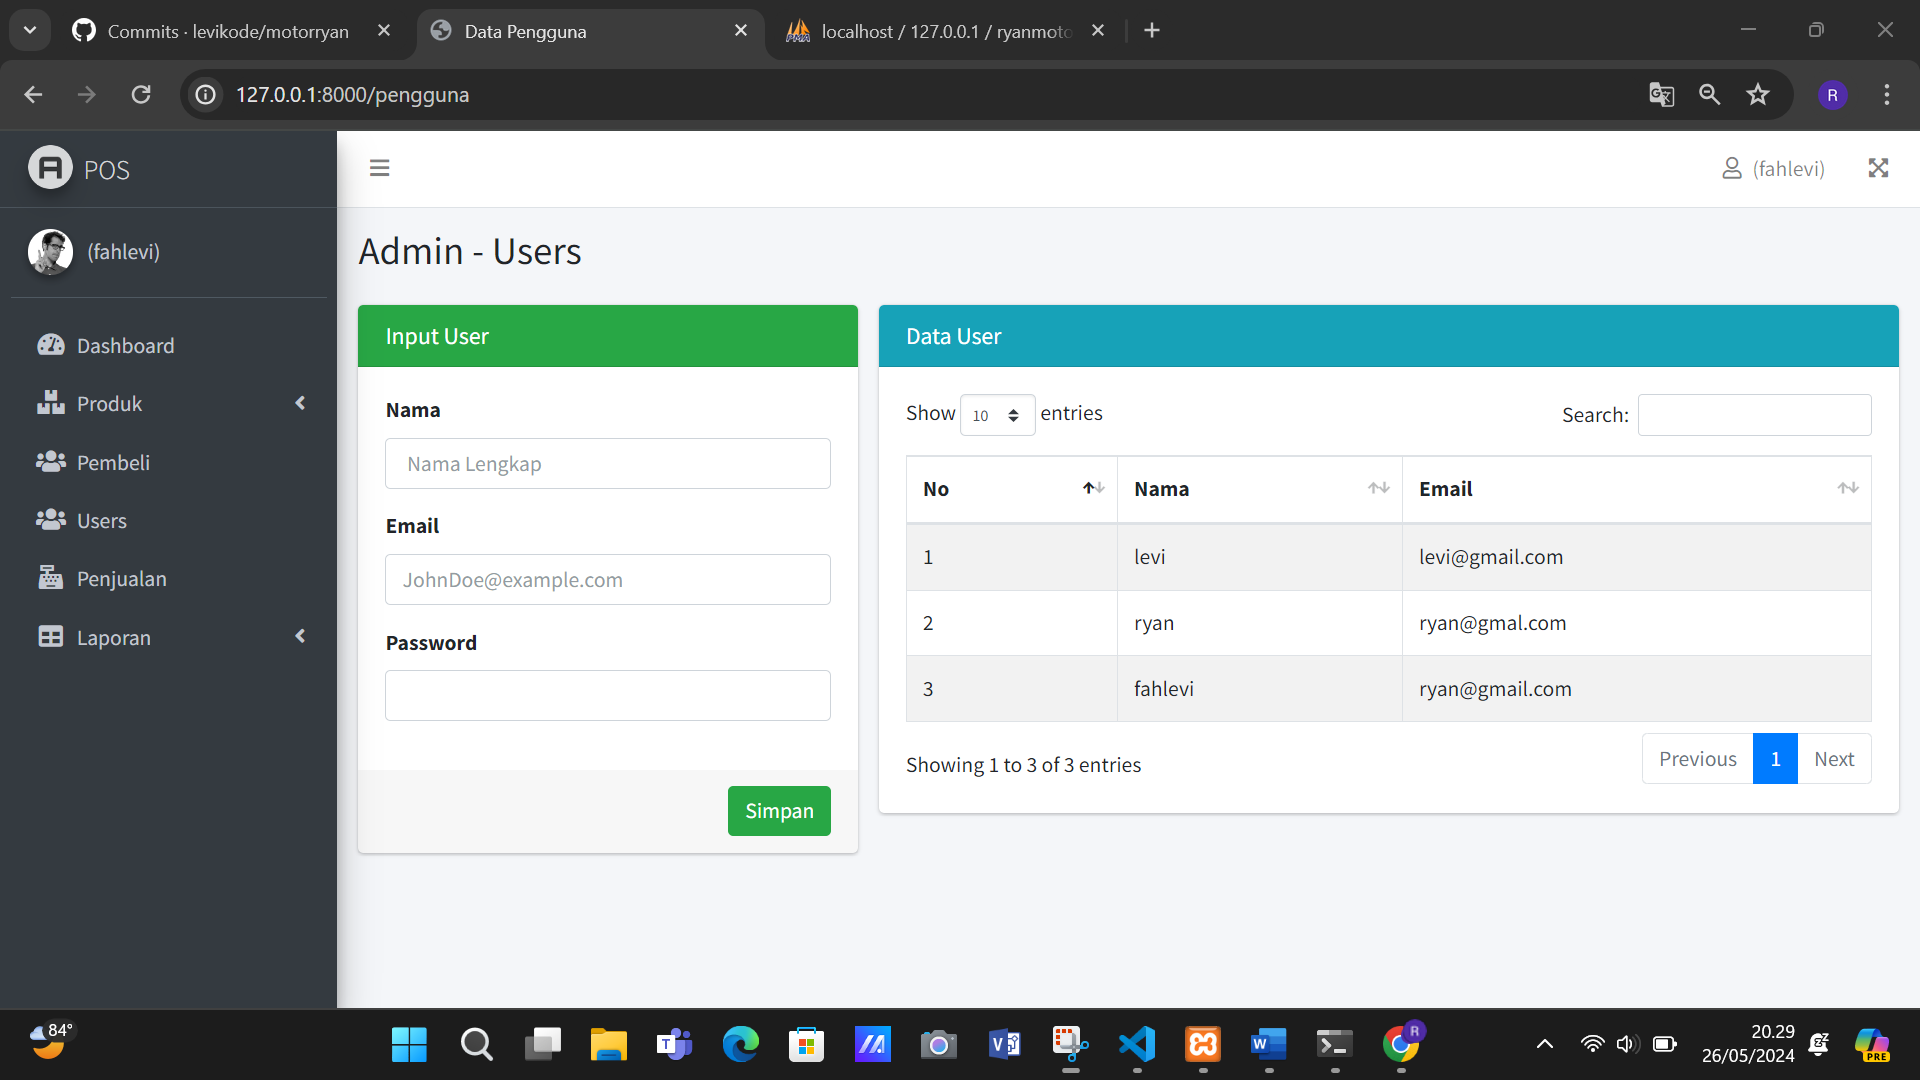 Commits · levikode/motorryan
Data Pengguna
localhost / 127.0.0.1 / ryanmoto
127.0.0.1:8000/pengguna
R
POS
(fahlevi)
(fahlevi)
Dashboard
Produk
Pembeli
Users
Penjualan
Laporan
Admin - Users
Input User
Nama
Nama Lengkap
Email
JohnDoe@example.com
Password
Simpan
Data User
Show 10 entries
Search:
No Nama Email
1 levi levi@gmail.com
2 ryan ryan@gmal.com
3 fahlevi ryan@gmail.com
Showing 1 to 3 of 3 entries
Previous 1 Next
84°
R
20.29
26/05/2024
PRE